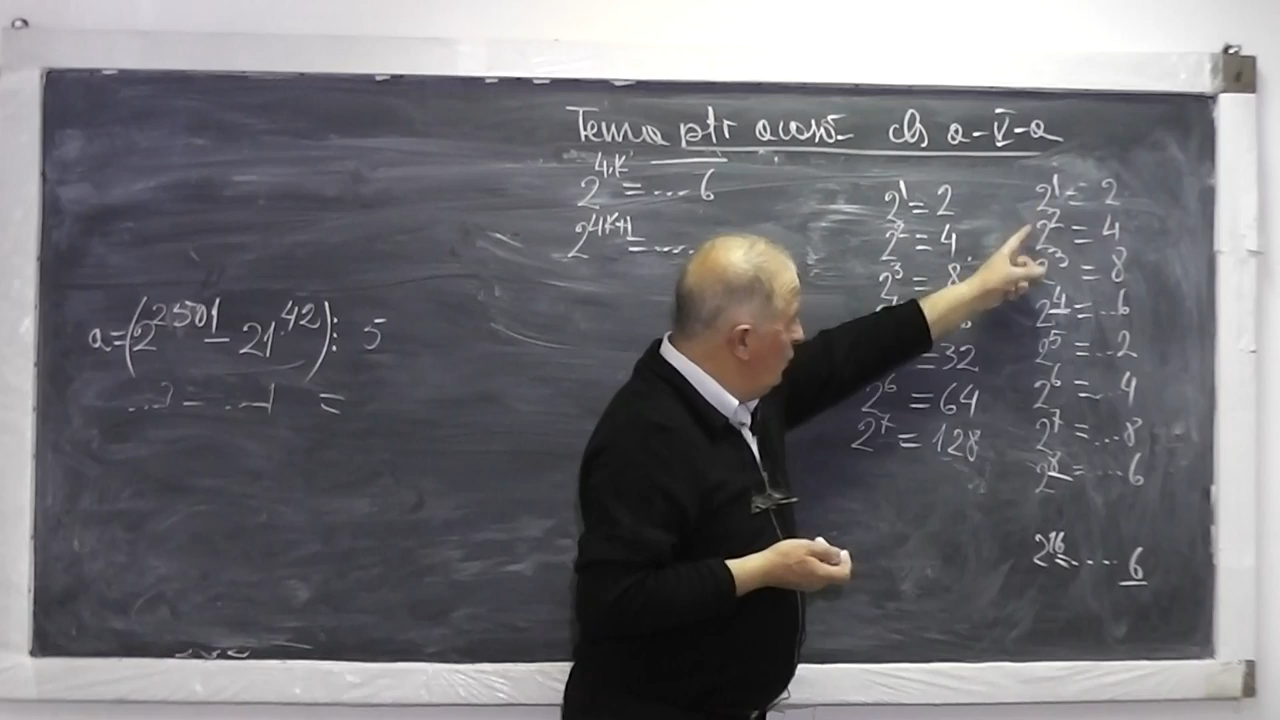 Tema ptr acasă cls a-V-a
2^{4·K} = ... 6
2^{4K+1} = ...
a=(2^{2501} - 21^{42}) ⋮ 5
=
2^1 = 2
2^2 = 4
2^3 = 8
= 32
2^6 = 64
2^7 = 128
2^1 = 2
2^2 = 4
2^3 = 8
2^4 = ...6
2^5 = ...2
2^6 = ...4
2^7 = ...8
2^8 = ....6
2^{16} = .... 6